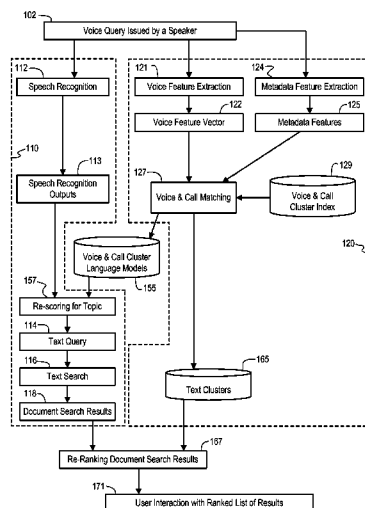 102
Voice Query Issued by a Speaker
112
Speech Recognition
121
Voice Feature Extraction
124
Metadata Feature Extraction
122
Voice Feature Vector
125
Metadata Features
110
113
Speech Recognition
Outputs
127
Voice & Call Matching
129
Voice & Call
Cluster Index
120
Voice & Call Cluster
Language Models
155
157
Re-scoring for Topic
114
Text Query
116
Text Search
118
Document Search Results
165
Text Clusters
167
Re-Ranking Document Search Results
171
User Interaction with Ranked List of Results